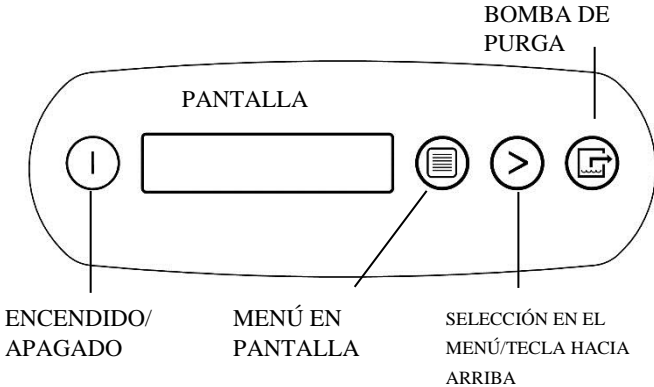 BOMBA DE
PURGA
PANTALLA
ENCENDIDO/
APAGADO
MENÚ EN
PANTALLA
SELECCIÓN EN EL
MENÚ/TECLA HACIA
ARRIBA